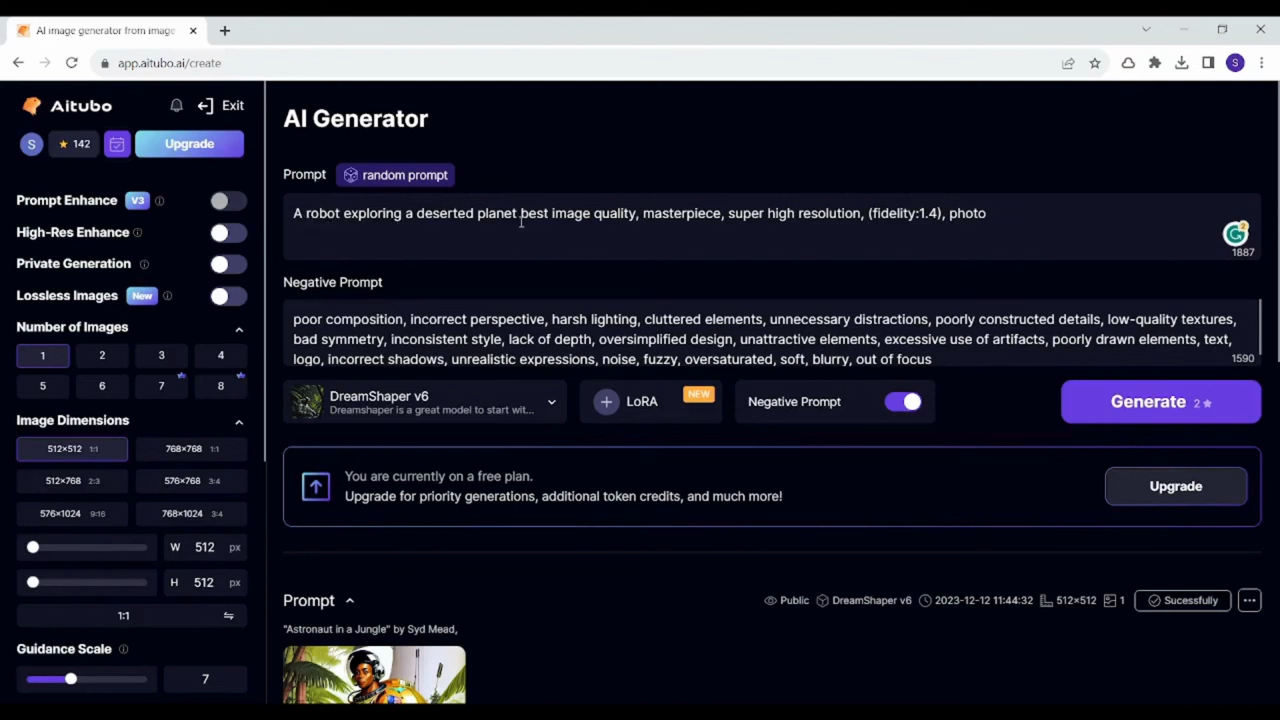 AI image generator from image
app.aitubo.ai/create
S
Aitubo
Exit
S
142
Upgrade
Prompt Enhance V3
High-Res Enhance
Private Generation
Lossless Images New
Number of Images
1 2 3 4
5 6 7 8
Image Dimensions
512×512 1:1 768×768 1:1
512×768 2:3 576×768 3:4
576×1024 9:16 768×1024 3:4
W 512 px
H 512 px
1:1
Guidance Scale
7
AI Generator
Prompt random prompt
A robot exploring a deserted planet best image quality, masterpiece, super high resolution, (fidelity:1.4), photo
2
1887
Negative Prompt
poor composition, incorrect perspective, harsh lighting, cluttered elements, unnecessary distractions, poorly constructed details, low-quality textures,
bad symmetry, inconsistent style, lack of depth, oversimplified design, unattractive elements, excessive use of artifacts, poorly drawn elements, text,
logo, incorrect shadows, unrealistic expressions, noise, fuzzy, oversaturated, soft, blurry, out of focus
1590
DreamShaper v6
Dreamshaper is a great model to start wit...
LoRA NEW
Negative Prompt
Generate 2
You are currently on a free plan.
Upgrade for priority generations, additional token credits, and much more!
Upgrade
Prompt
Public DreamShaper v6 2023-12-12 11:44:32 512×512 1 Sucessfully
"Astronaut in a Jungle" by Syd Mead,